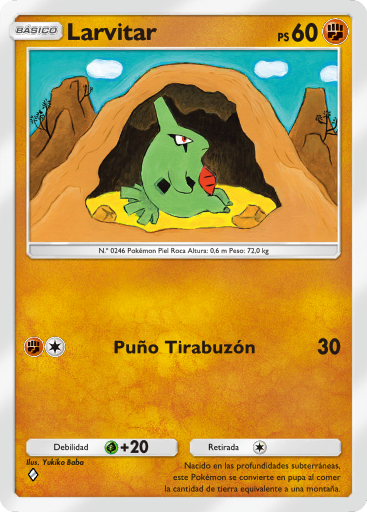 BÁSICO Larvitar PS 60
N.º 0246 Pokémon Piel Roca Altura: 0,6 m Peso: 72,0 kg
Puño Tirabuzón 30
Debilidad +20 Retirada
Ilus. Yukiko Baba
Nacido en las profundidades subterráneas,
este Pokémon se convierte en pupa al comer
la cantidad de tierra equivalente a una montaña.